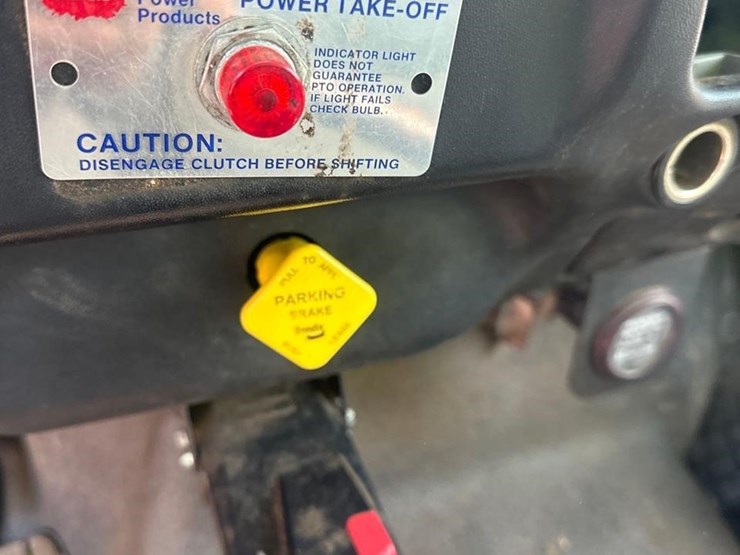 Power
Products
POWER TAKE-OFF
INDICATOR LIGHT
DOES NOT
GUARANTEE
PTO OPERATION.
IF LIGHT FAILS
CHECK BULB.
CAUTION:
DISENGAGE CLUTCH BEFORE SHIFTING
PULL TO APPLY
PARKING
BRAKE
Bendix